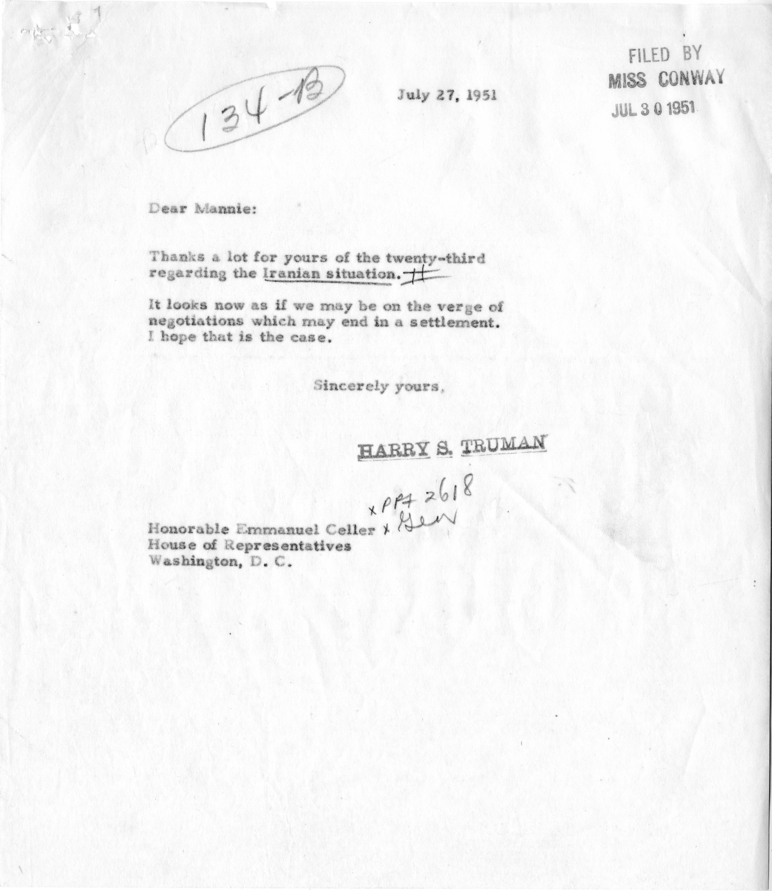 134-B
July 27, 1951
FILED BY
MISS CONWAY
JUL 30 1951
Dear Mannie:
Thanks a lot for yours of the twenty-third
regarding the Iranian situation. #
It looks now as if we may be on the verge of
negotiations which may end in a settlement.
I hope that is the case.
Sincerely yours,
HARRY S. TRUMAN
x PPF 2618
Honorable Emmanuel Celler x Gen
House of Representatives
Washington, D. C.